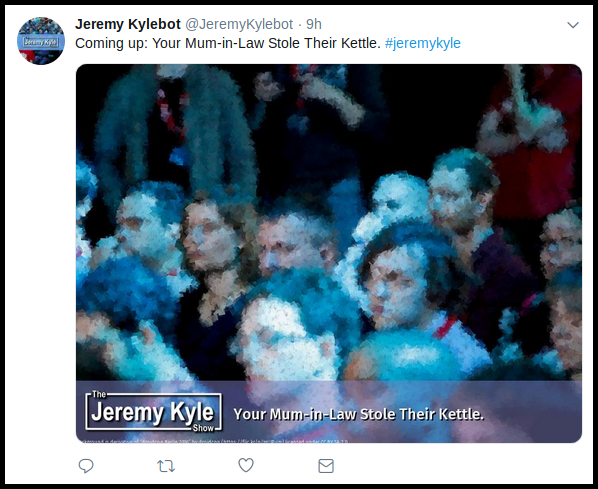 Jeremy Kylebot @JeremyKylebot · 9h
Coming up: Your Mum-in-Law Stole Their Kettle. #jeremykyle
The
Jeremy Kyle
Show
Your Mum-in-Law Stole Their Kettle.